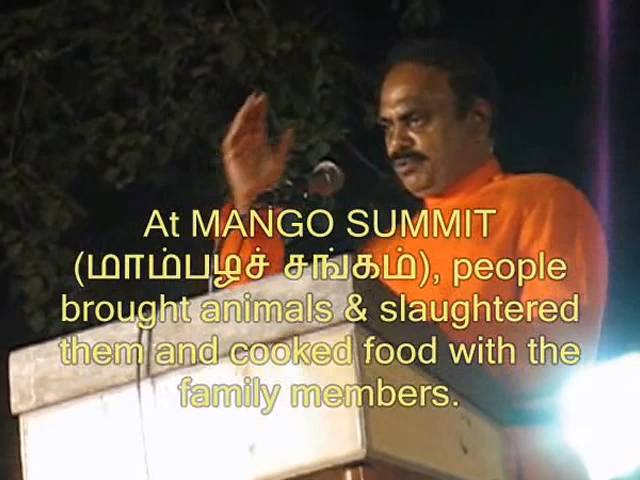 At MANGO SUMMIT
(மாம்பழச் சங்கம்), people
brought animals & slaughtered
them and cooked food with the
family members.